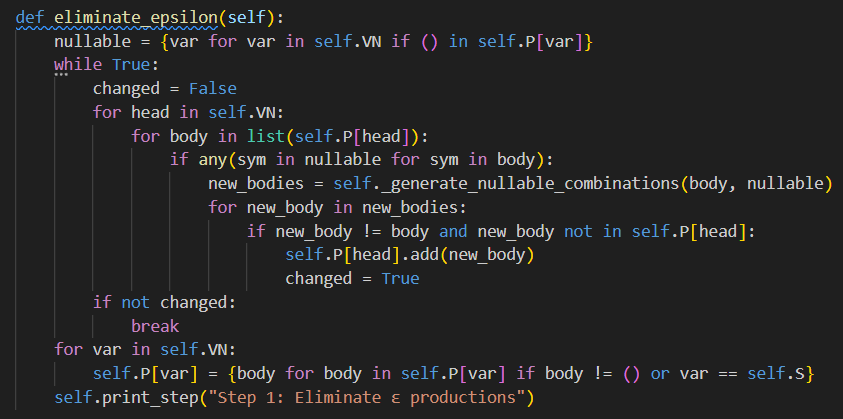 def eliminate_epsilon(self):
    nullable = {var for var in self.VN if () in self.P[var]}
    while True:
        changed = False
        for head in self.VN:
            for body in list(self.P[head]):
                if any(sym in nullable for sym in body):
                    new_bodies = self._generate_nullable_combinations(body, nullable)
                    for new_body in new_bodies:
                        if new_body != body and new_body not in self.P[head]:
                            self.P[head].add(new_body)
                            changed = True
        if not changed:
            break
    for var in self.VN:
        self.P[var] = {body for body in self.P[var] if body != () or var == self.S}
    self.print_step("Step 1: Eliminate ε productions")